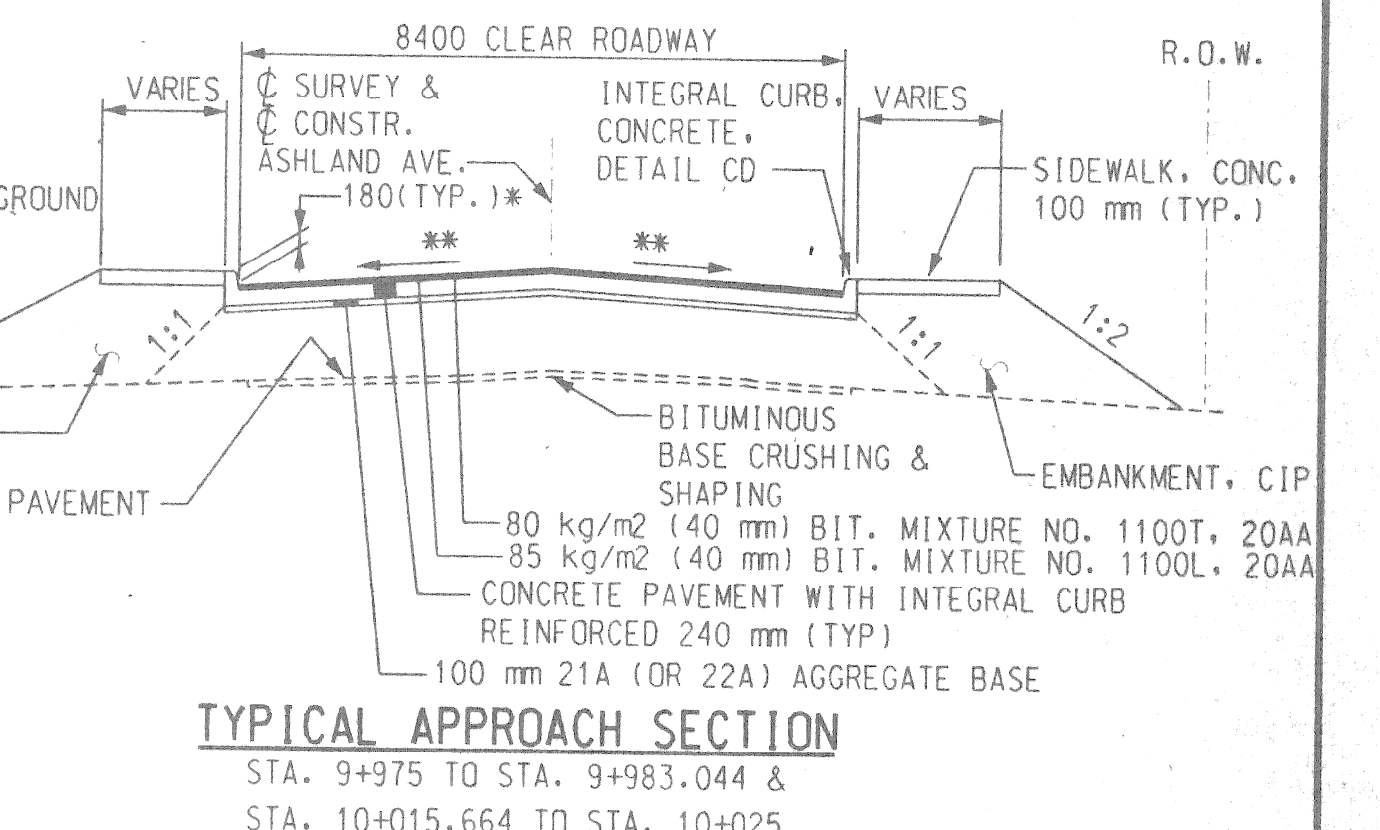 8400 CLEAR ROADWAY
R.O.W.
VARIES
℄ SURVEY &
℄ CONSTR.
ASHLAND AVE.
INTEGRAL CURB,
CONCRETE,
DETAIL CD
VARIES
SIDEWALK, CONC.
100 mm (TYP.)
GROUND
180(TYP.)*
**
**
1:1
1:1
1:2
BITUMINOUS
BASE CRUSHING &
SHAPING
EMBANKMENT, CIP
PAVEMENT
80 kg/m2 (40 mm) BIT. MIXTURE NO. 1100T, 20AA
85 kg/m2 (40 mm) BIT. MIXTURE NO. 1100L, 20AA
CONCRETE PAVEMENT WITH INTEGRAL CURB
REINFORCED 240 mm (TYP)
100 mm 21A (OR 22A) AGGREGATE BASE
TYPICAL APPROACH SECTION
STA. 9+975 TO STA. 9+983.044 &
STA. 10+015.664 TO STA. 10+025